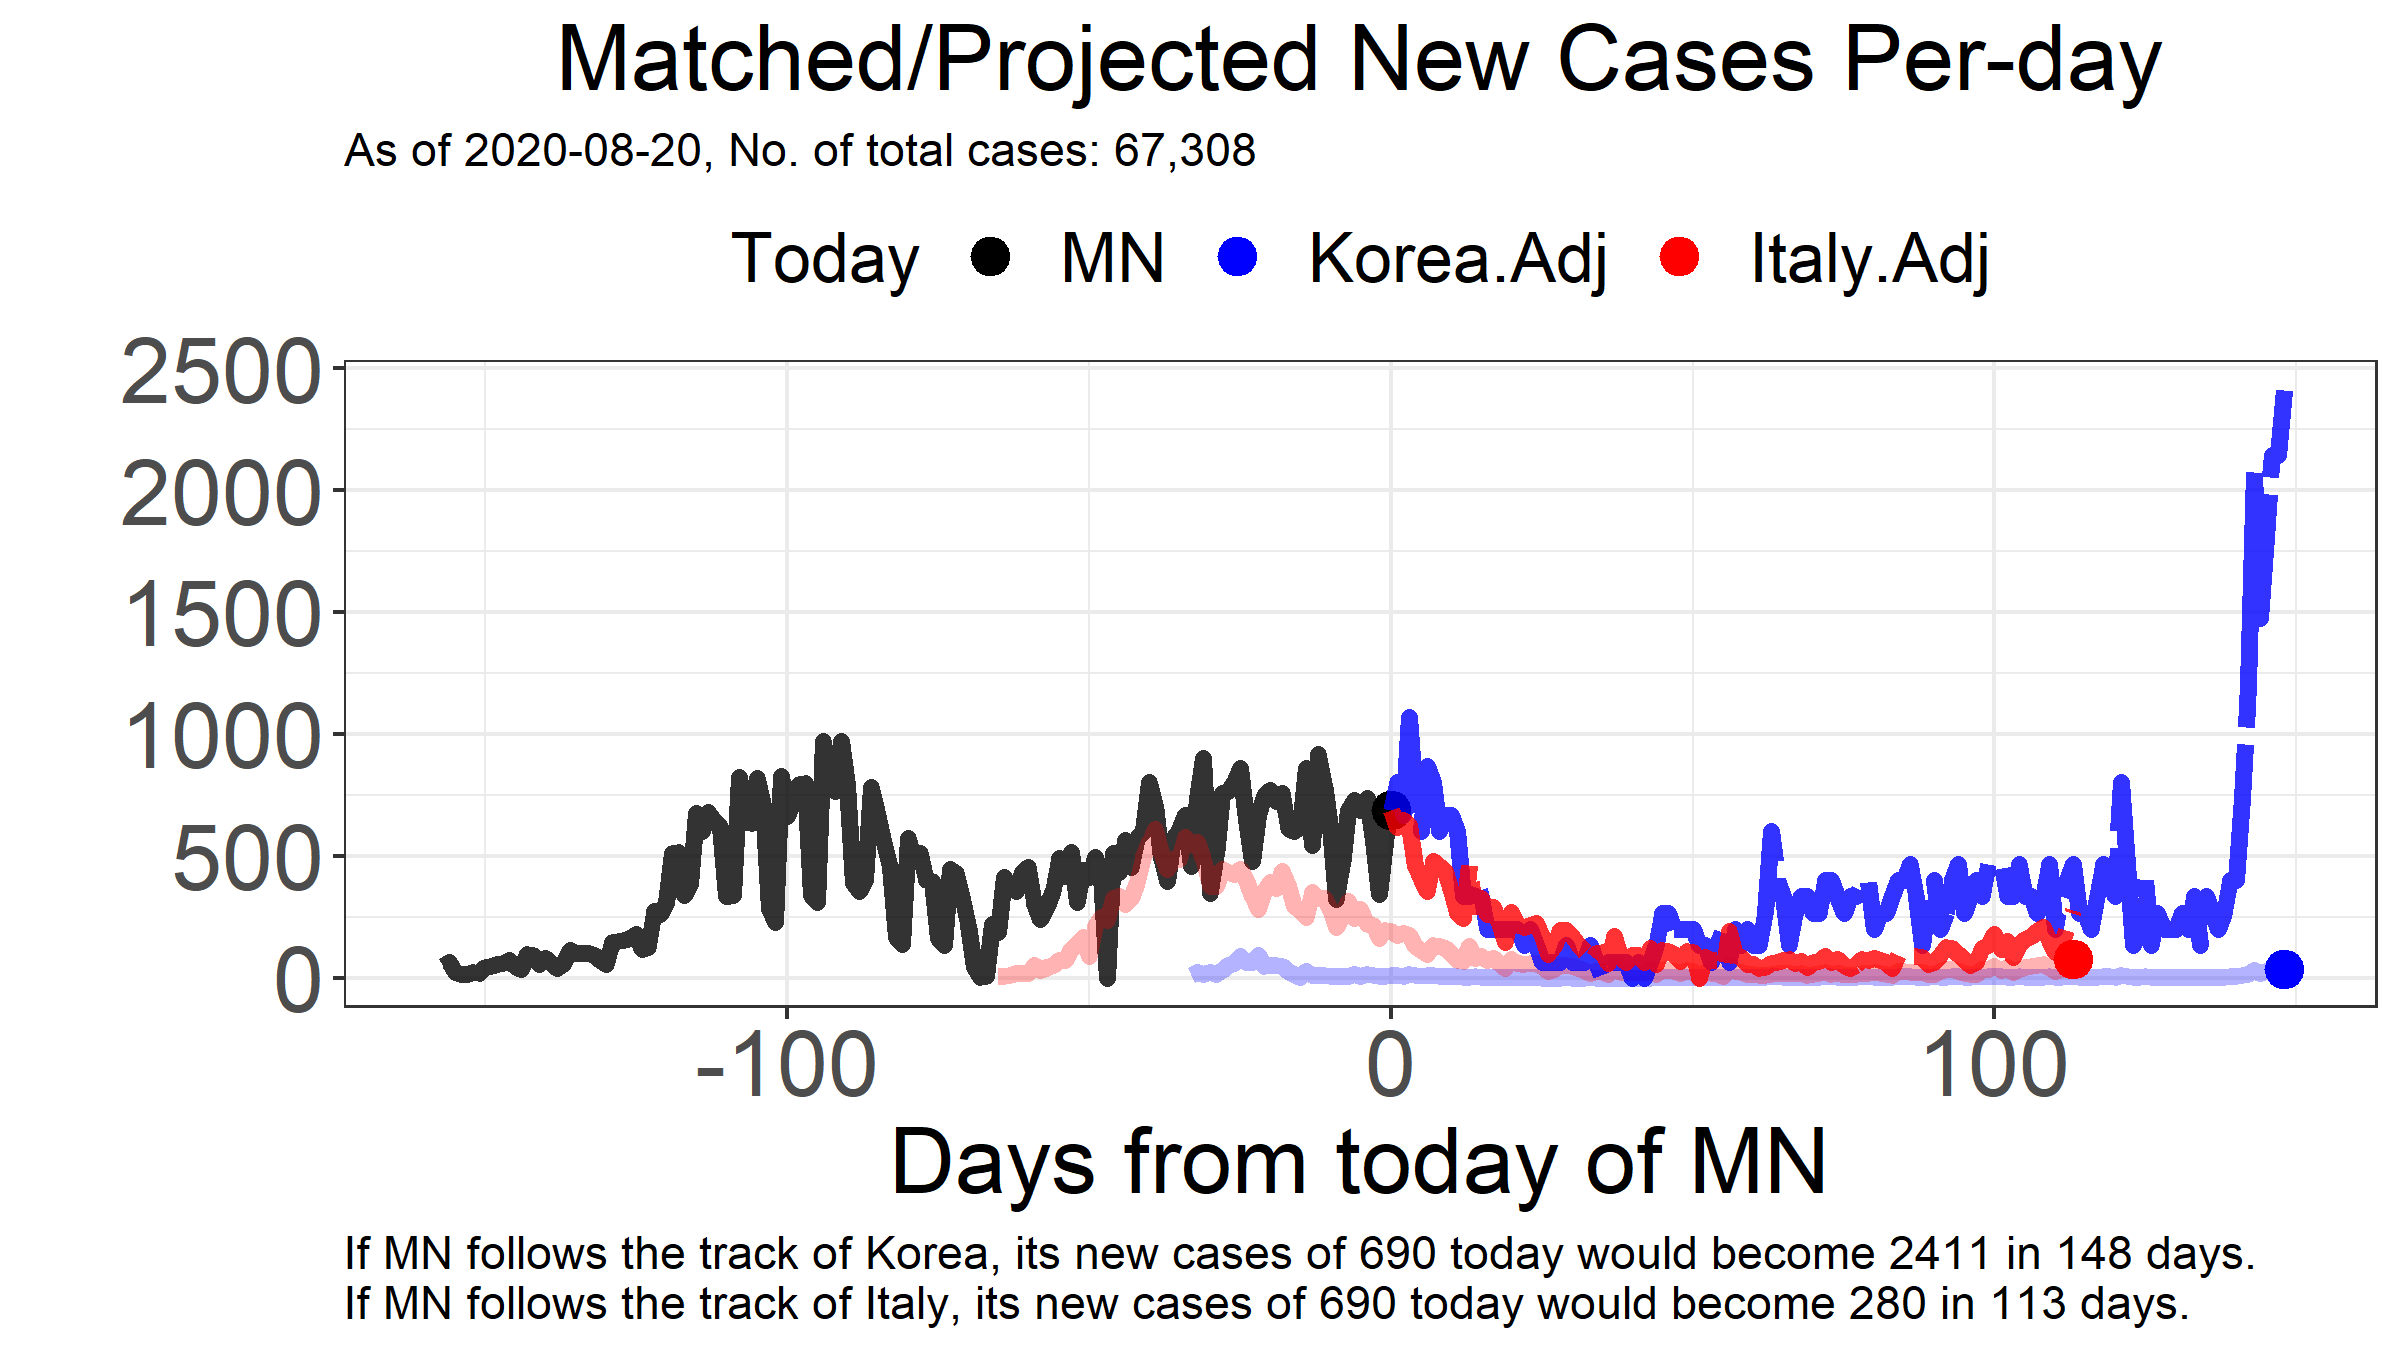 Matched/Projected New Cases Per-day
As of 2020-08-20, No. of total cases: 67,308
Today MN Korea.Adj Italy.Adj
2500
2000
1500
1000
500
0
-100 0 100
Days from today of MN
If MN follows the track of Korea, its new cases of 690 today would become 2411 in 148 days.
If MN follows the track of Italy, its new cases of 690 today would become 280 in 113 days.